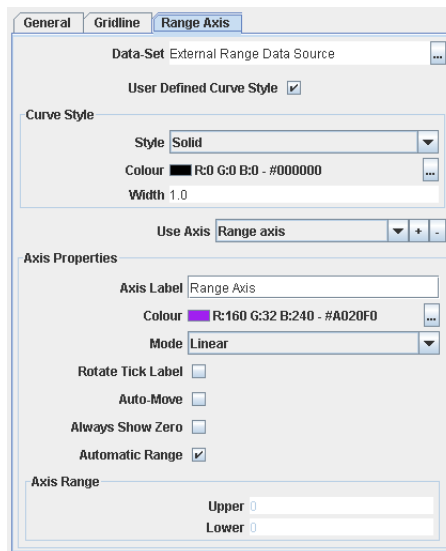 General Gridline Range Axis
Data-Set External Range Data Source ...
User Defined Curve Style
Curve Style
Style Solid
Colour R:0 G:0 B:0 - #000000 ...
Width 1.0
Use Axis Range axis + -
Axis Properties
Axis Label Range Axis
Colour R:160 G:32 B:240 - #A020F0 ...
Mode Linear
Rotate Tick Label
Auto-Move
Always Show Zero
Automatic Range
Axis Range
Upper 0
Lower 0